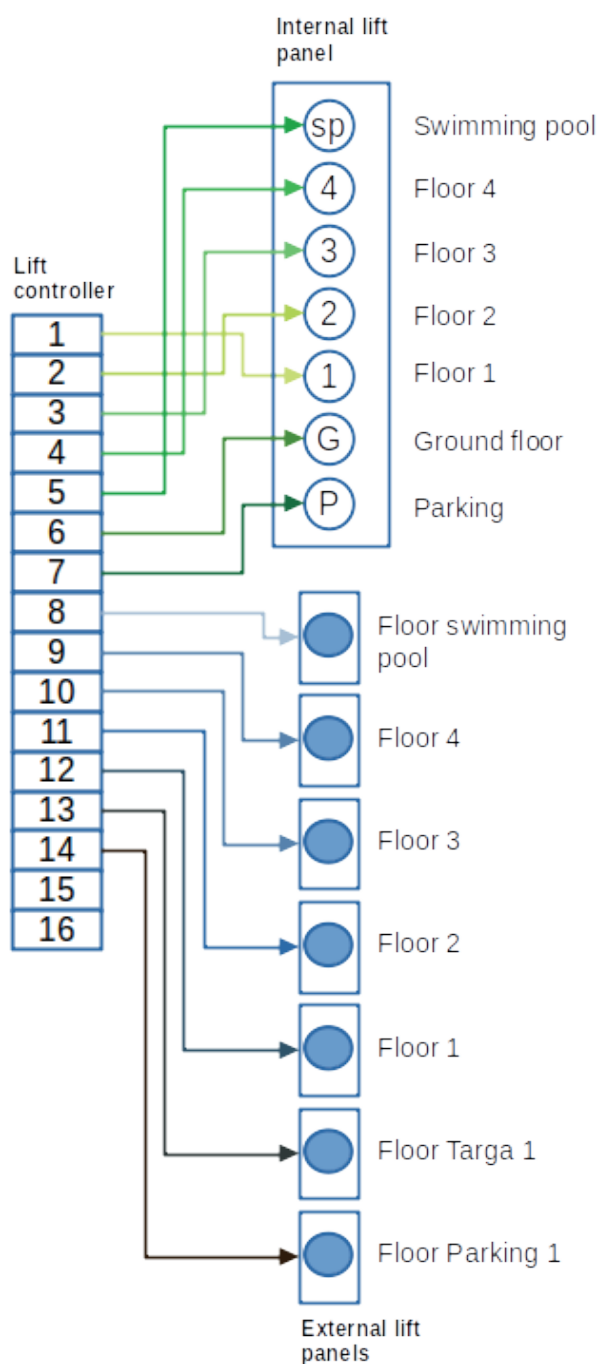 Internal lift
panel
sp Swimming pool
4 Floor 4
3 Floor 3
2 Floor 2
1 Floor 1
G Ground floor
P Parking
Lift
controller
1
2
3
4
5
6
7
8
9
10
11
12
13
14
15
16
Floor swimming
pool
Floor 4
Floor 3
Floor 2
Floor 1
Floor Targa 1
Floor Parking 1
External lift
panels